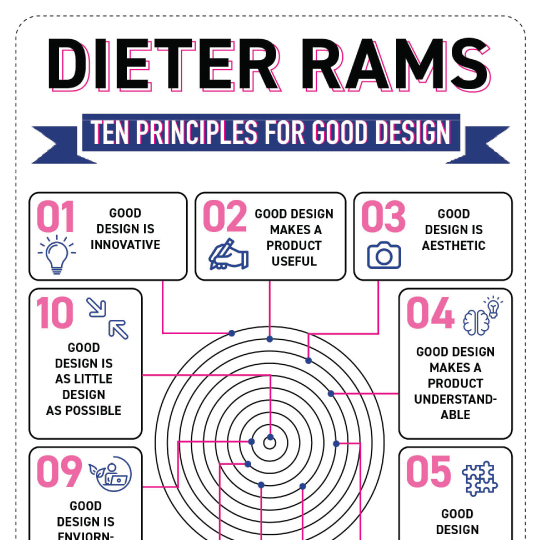 DIETER RAMS
TEN PRINCIPLES FOR GOOD DESIGN
01
GOOD
DESIGN IS
INNOVATIVE
02
GOOD DESIGN
MAKES A
PRODUCT
USEFUL
03
GOOD
DESIGN IS
AESTHETIC
10
GOOD
DESIGN IS
AS LITTLE
DESIGN
AS POSSIBLE
04
GOOD DESIGN
MAKES A
PRODUCT
UNDERSTAND-
ABLE
09
GOOD
DESIGN IS
ENVIORN-
05
GOOD
DESIGN